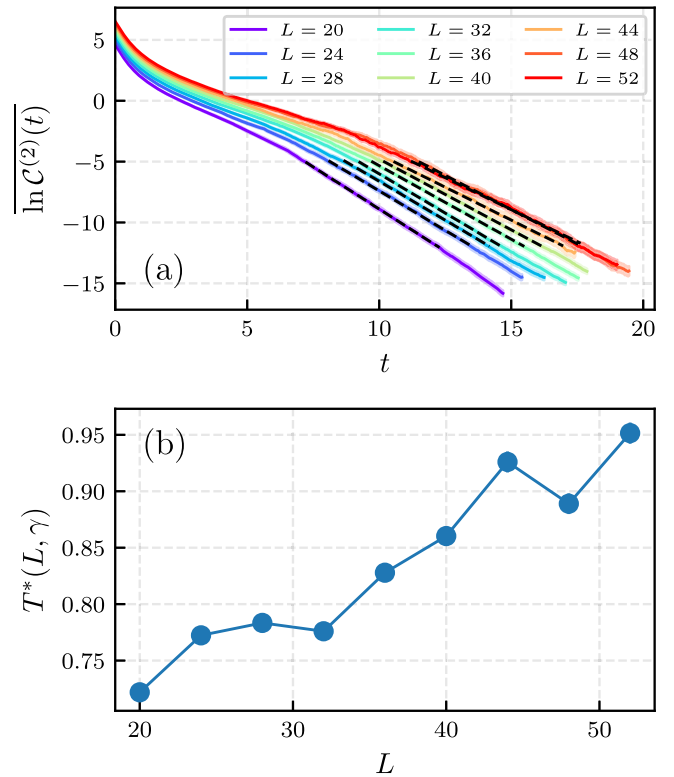 5
0
−5
−10
−15
ln C⁽²⁾(t)
L = 20 L = 32 L = 44
L = 24 L = 36 L = 48
L = 28 L = 40 L = 52
(a)
0 5 10 15 20
t
0.95
0.90
0.85
0.80
0.75
T*(L, γ)
(b)
20 30 40 50
L